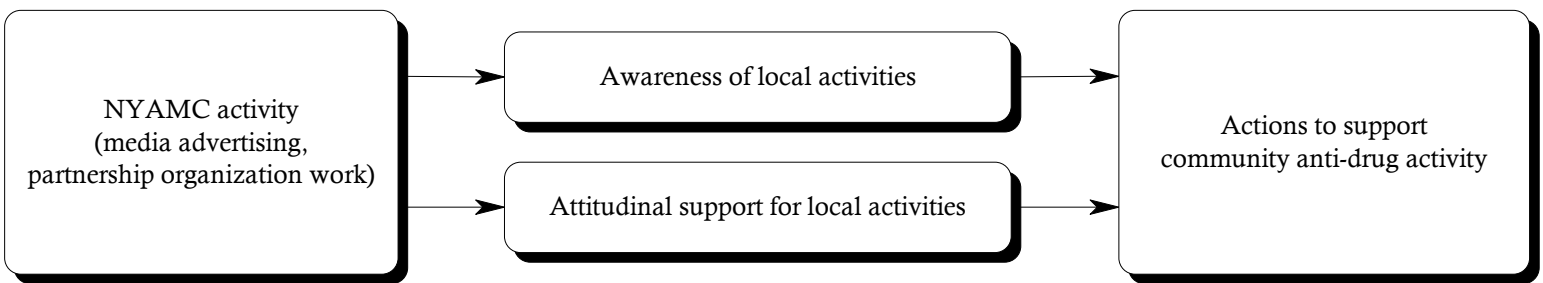 NYAMC activity
(media advertising,
partnership organization work)
Awareness of local activities
Attitudinal support for local activities
Actions to support
community anti-drug activity